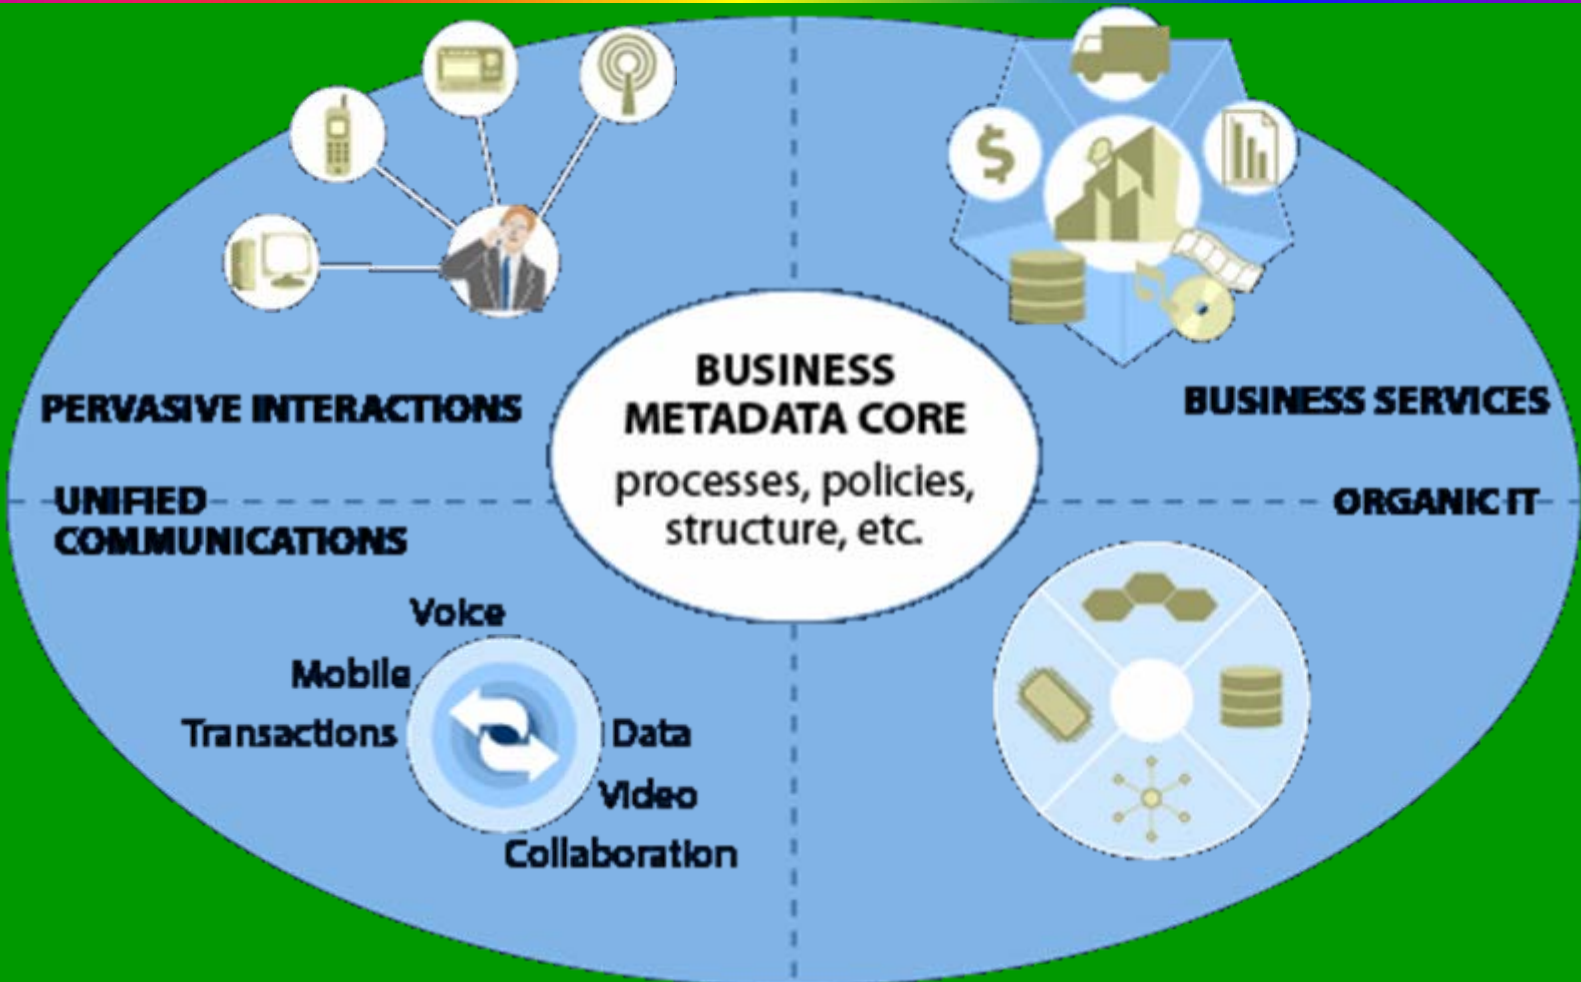 PERVASIVE INTERACTIONS
BUSINESS
METADATA CORE
processes, policies,
structure, etc.
BUSINESS SERVICES
UNIFIED
COMMUNICATIONS
ORGANIC IT
Voice
Mobile
Transactions
Data
Video
Collaboration
$